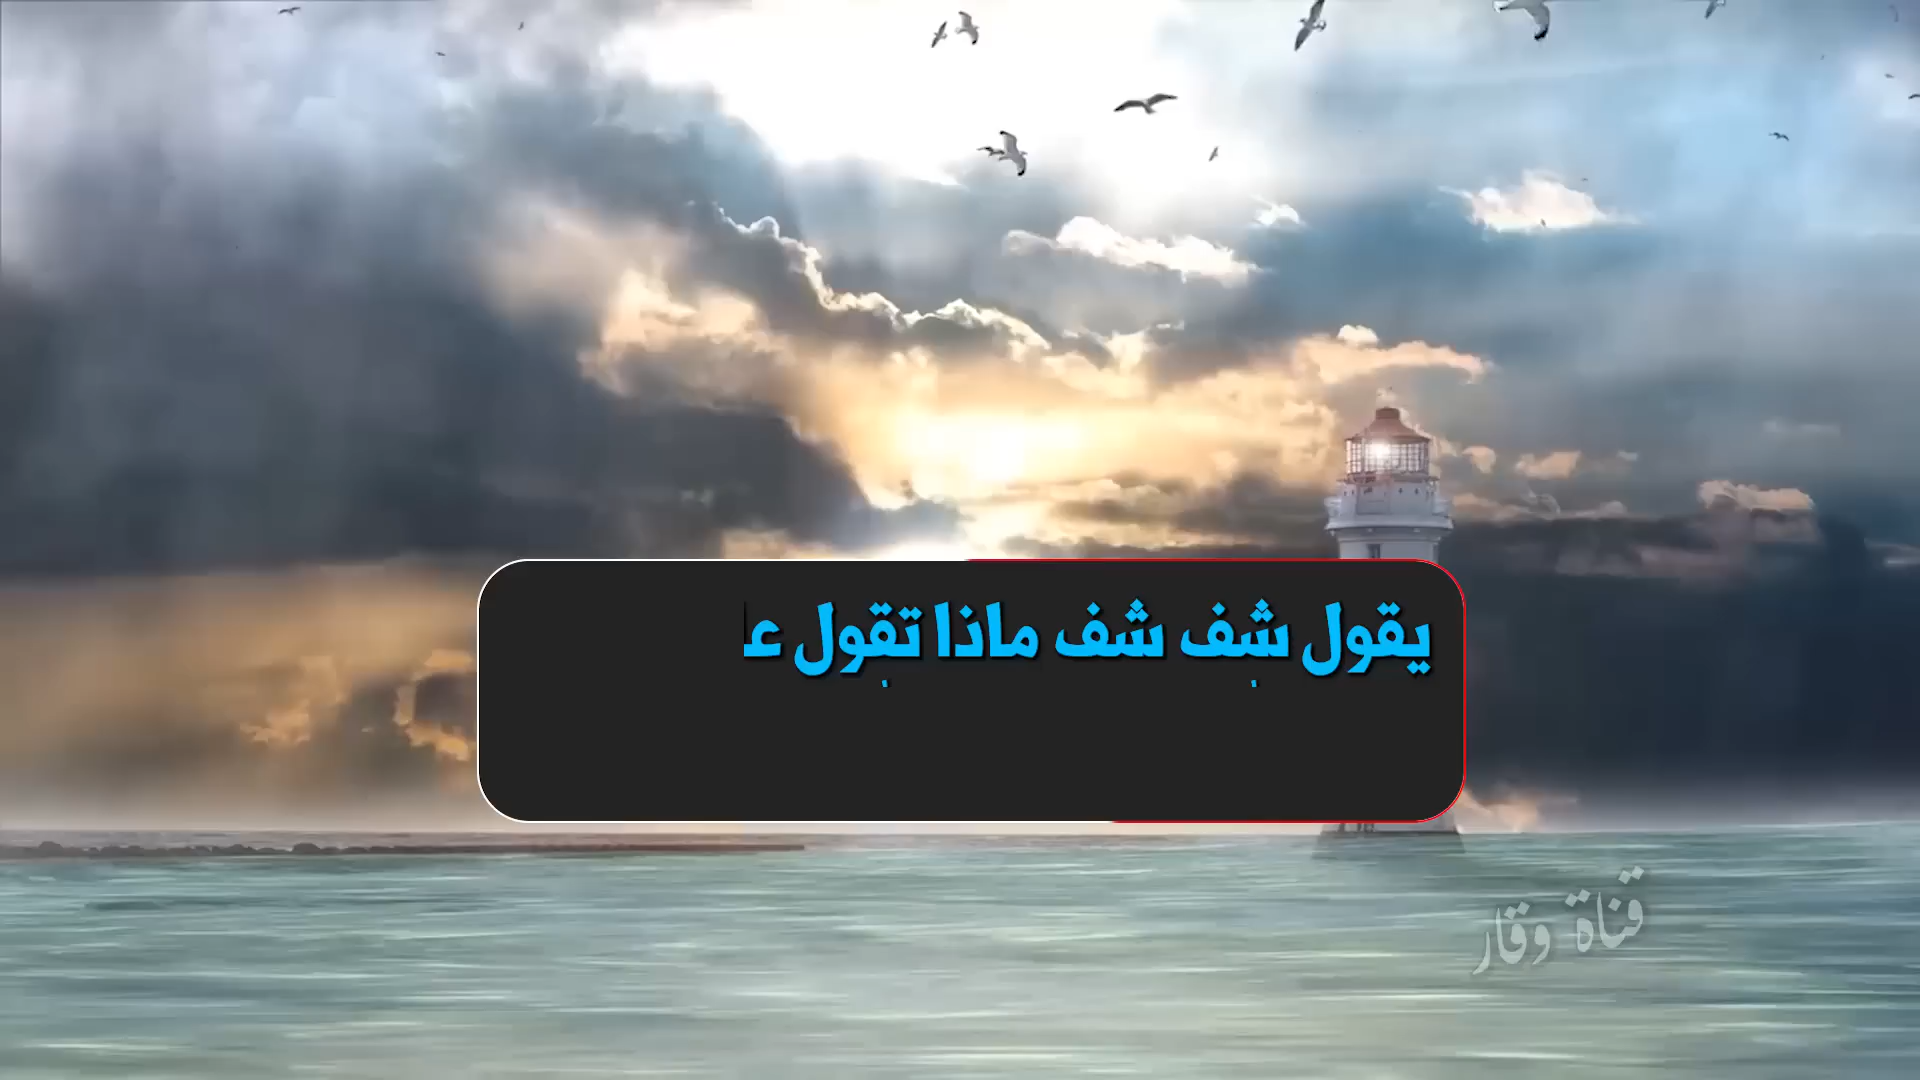 يقول شف شف ماذا تقول
قناة وقار